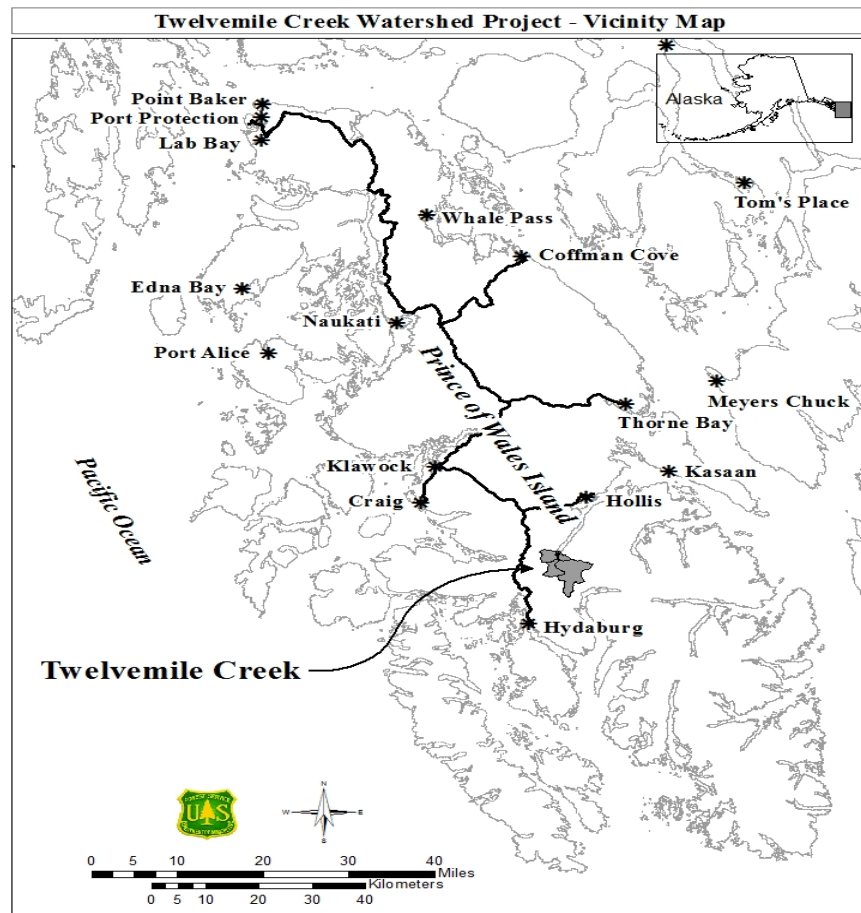 Twelvemile Creek Watershed Project - Vicinity Map
Alaska
Point Baker
Port Protection
Lab Bay
Tom's Place
Whale Pass
Coffman Cove
Edna Bay
Naukati
Port Alice
Prince of Wales Island
Meyers Chuck
Thorne Bay
Klawock
Kasaan
Craig
Hollis
Pacific Ocean
Hydaburg
Twelvemile Creek
FOREST SERVICE
U S
N
W E
S
0 5 10 20 30 40 Miles
Kilometers
0 5 10 20 30 40